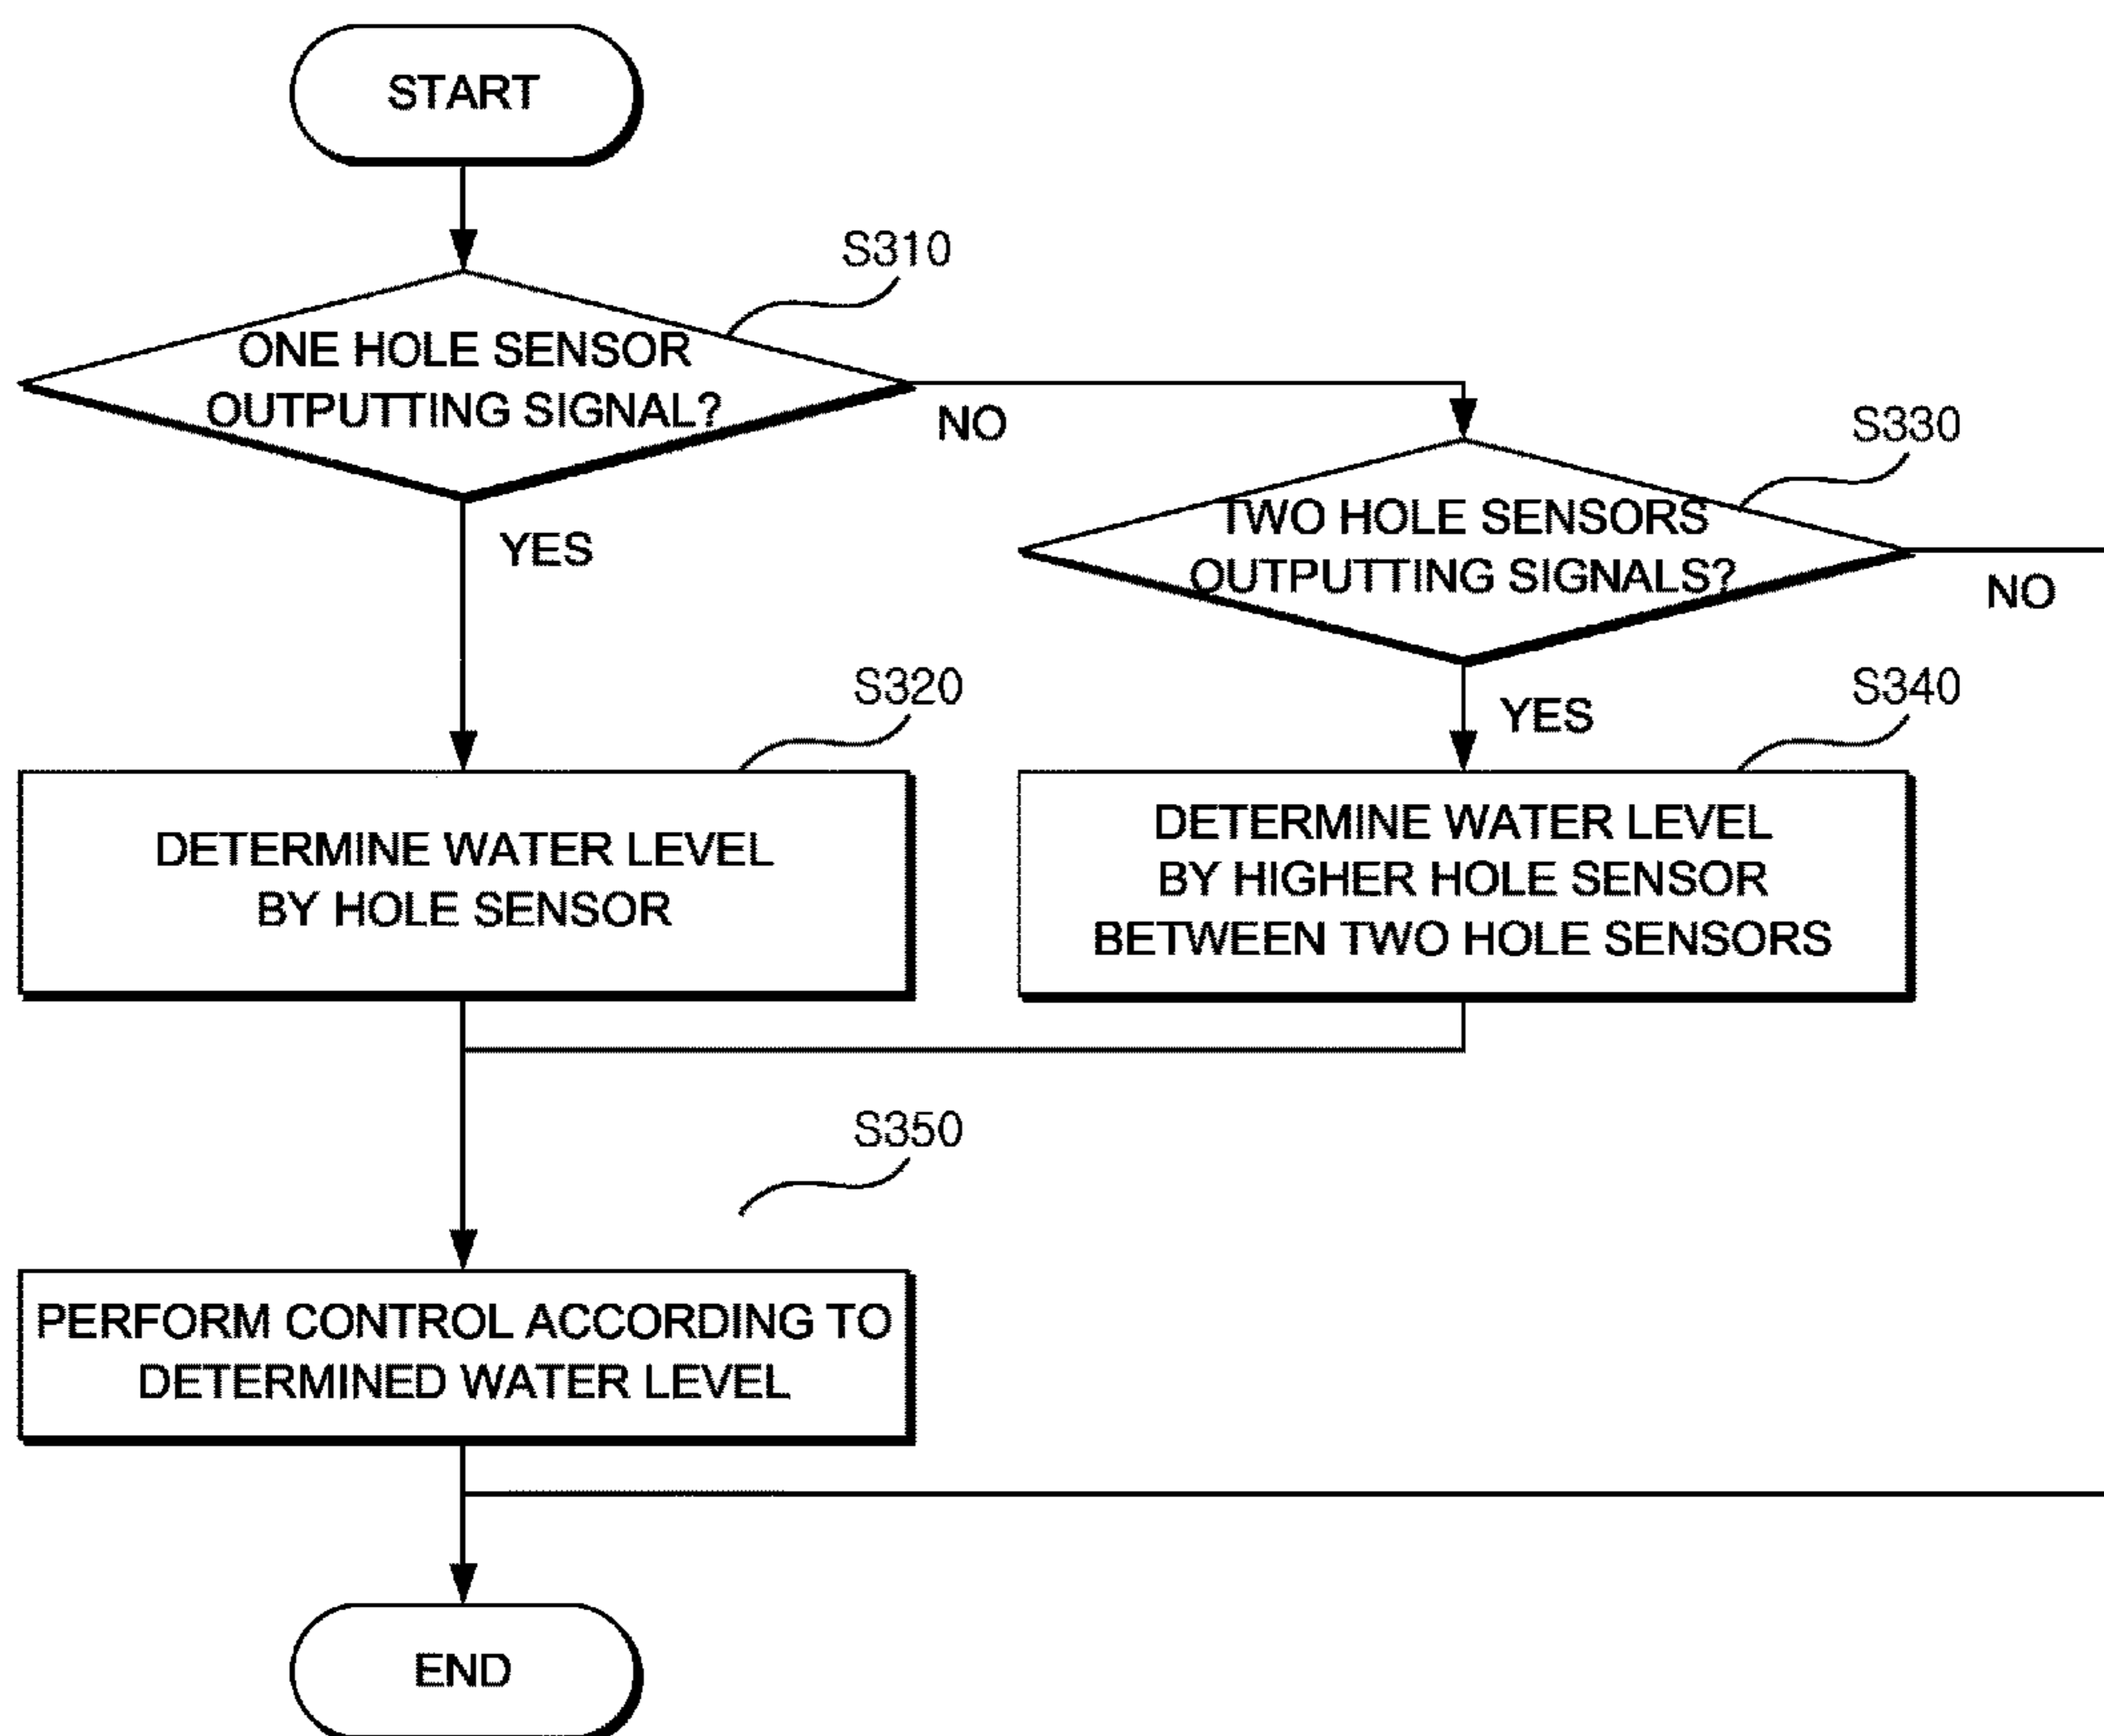 START
S310
ONE HOLE SENSOR
OUTPUTTING SIGNAL?
NO
YES
S330
TWO HOLE SENSORS
OUTPUTTING SIGNALS?
NO
YES
S320
DETERMINE WATER LEVEL
BY HOLE SENSOR
S340
DETERMINE WATER LEVEL
BY HIGHER HOLE SENSOR
BETWEEN TWO HOLE SENSORS
S350
PERFORM CONTROL ACCORDING TO
DETERMINED WATER LEVEL
END